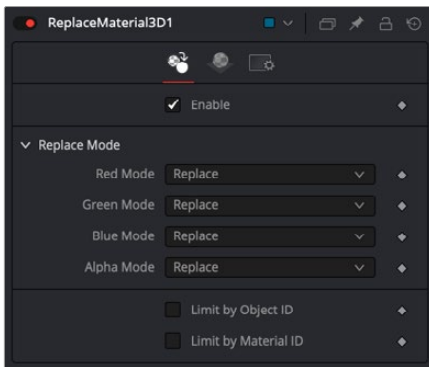 ReplaceMaterial3D1
Enable
Replace Mode
Red Mode Replace
Green Mode Replace
Blue Mode Replace
Alpha Mode Replace
Limit by Object ID
Limit by Material ID